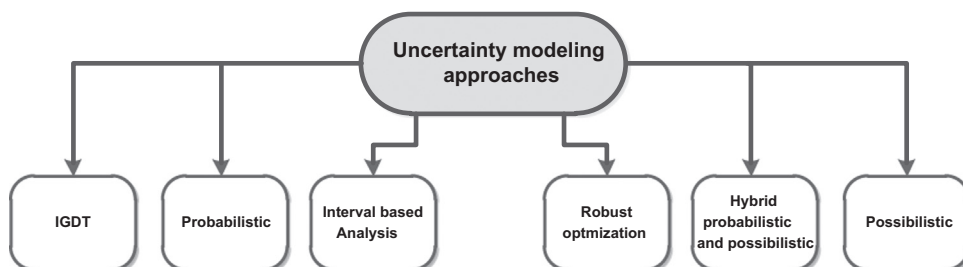 Uncertainty modeling
approaches
IGDT
Probabilistic
Interval based
Analysis
Robust
optmization
Hybrid
probabilistic
and possibilistic
Possibilistic